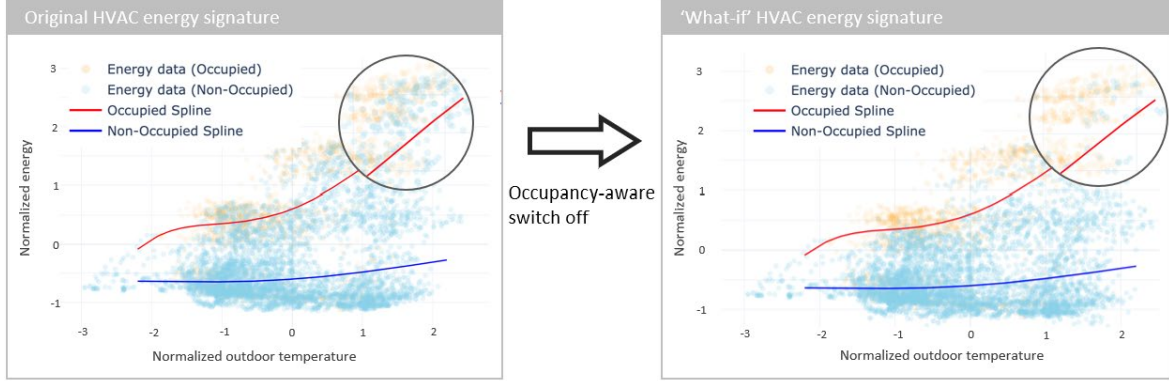 Original HVAC energy signature
3
2
1
0
-1
-3
-2
-1
0
1
2
Normalized energy
Normalized outdoor temperature
Energy data (Occupied)
Energy data (Non-Occupied)
Occupied Spline
Non-Occupied Spline
Occupancy-aware
switch off
‘What-if’ HVAC energy signature
3
2
1
0
-1
-3
-2
-1
0
1
2
Normalized energy
Normalized outdoor temperature
Energy data (Occupied)
Energy data (Non-Occupied)
Occupied Spline
Non-Occupied Spline